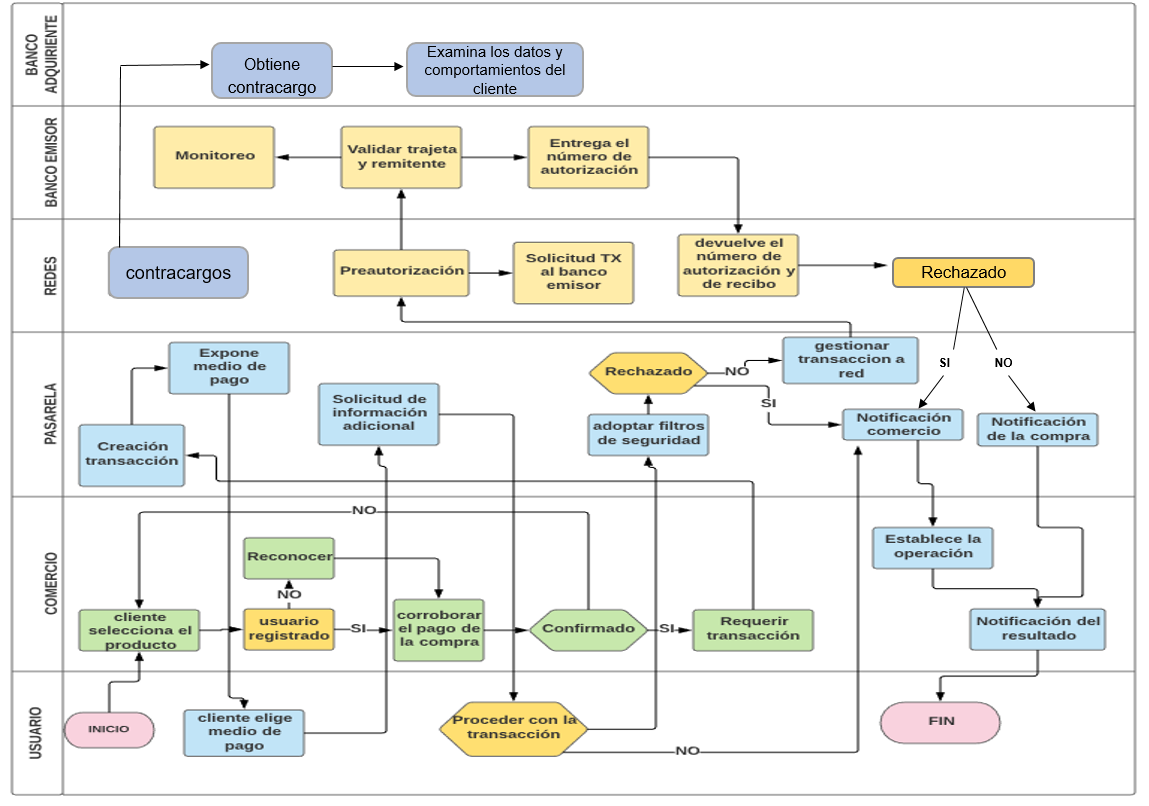 BANCO
ADQUIRIENTE
Obtiene
contracargo
Examina los datos y
comportamientos del
cliente
BANCO EMISOR
Monitoreo
Validar trajeta
y remitente
Entrega el
número de
autorización
REDES
contracargos
Preautorización
Solicitud TX
al banco
emisor
devuelve el
número de
autorización y
de recibo
Rechazado
SI
NO
PASARELA
Expone
medio de
pago
Creación
transacción
Solicitud de
información
adicional
Rechazado
NO
SI
adoptar filtros
de seguridad
gestionar
transaccion a
red
Notificación
comercio
Notificación
de la compra
COMERCIO
NO
Reconocer
NO
cliente
selecciona el
producto
usuario
registrado
SI
corroborar
el pago de
la compra
Confirmado
SI
Requerir
transacción
Establece la
operación
Notificación del
resultado
USUARIO
INICIO
cliente elige
medio de
pago
Proceder con la
transacción
NO
FIN